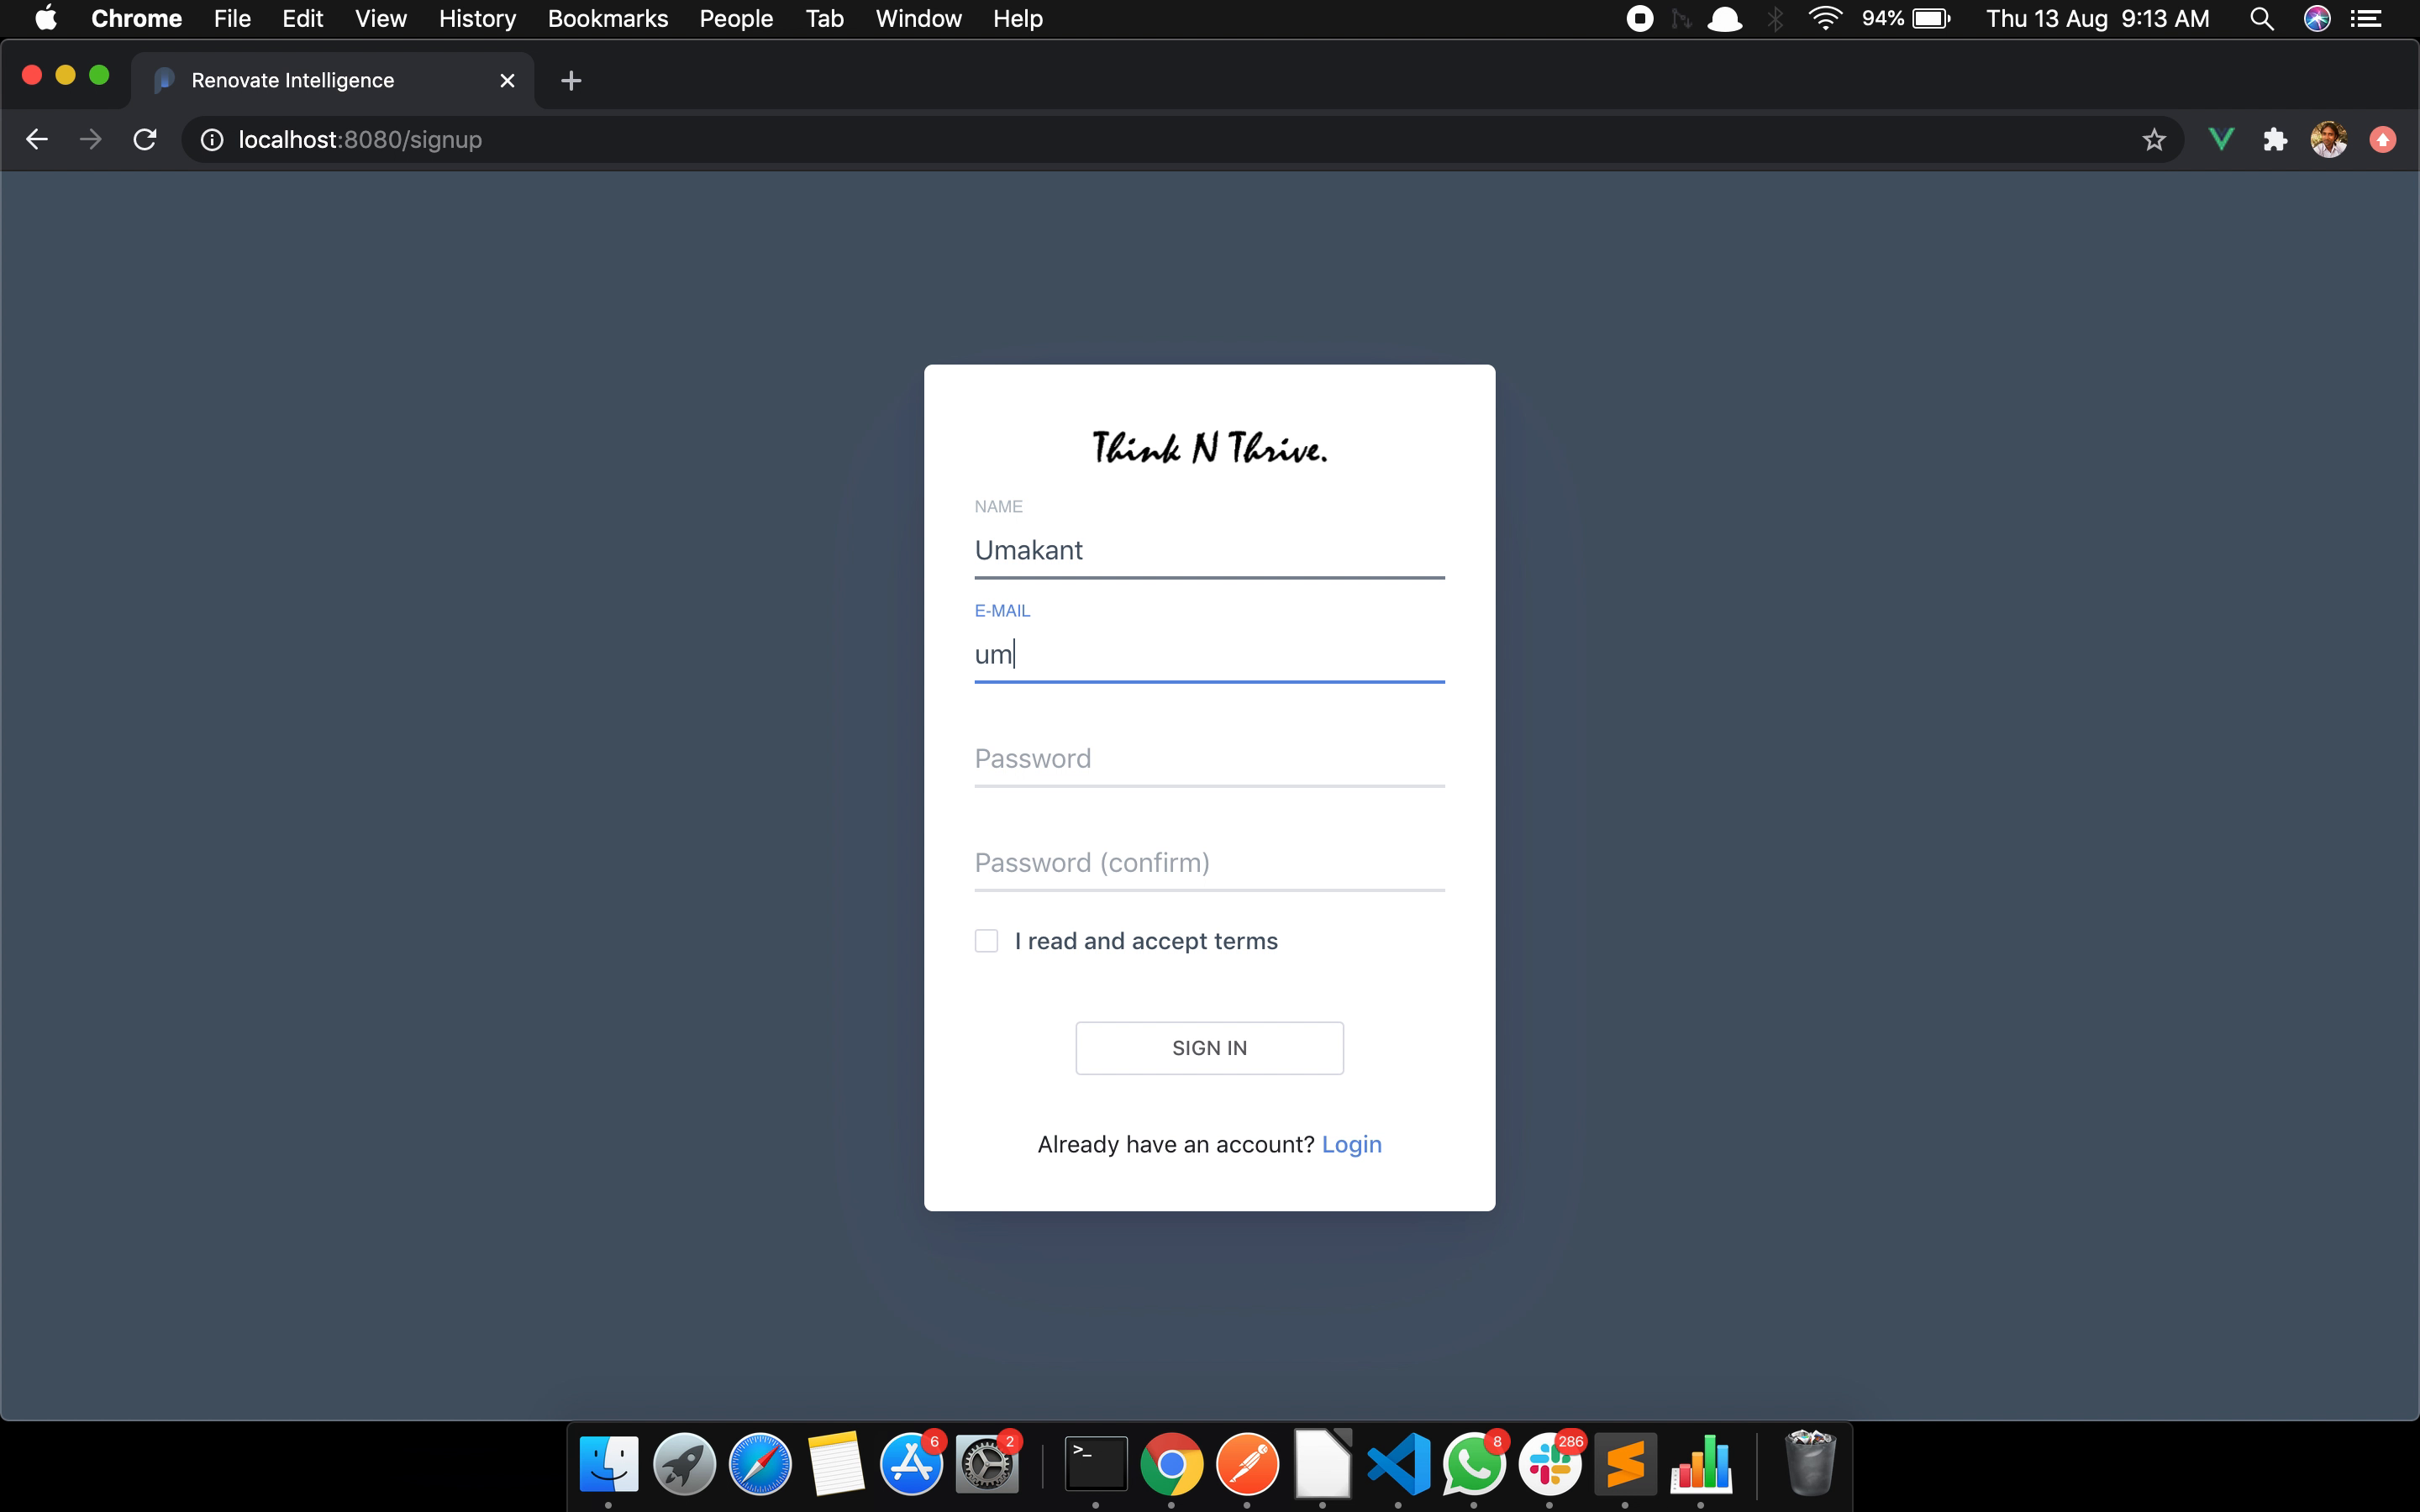 Chrome File Edit View History Bookmarks People Tab Window Help 94% Thu 13 Aug 9:13 AM
Renovate Intelligence
localhost:8080/signup
Think N Thrive.
NAME
Umakant
E-MAIL
um
Password
Password (confirm)
I read and accept terms
SIGN IN
Already have an account? Login
6 2 >_ 8 286